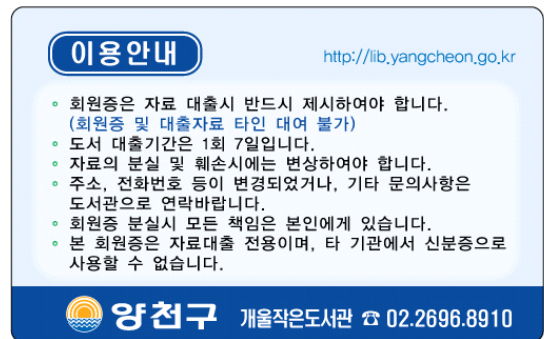 이용안내
http://lib.yangcheon.go.kr
◦ 회원증은 자료 대출시 반드시 제시하여야 합니다.
(회원증 및 대출자료 타인 대여 불가)
◦ 도서 대출기간은 1회 7일입니다.
◦ 자료의 분실 및 훼손시에는 변상하여야 합니다.
◦ 주소, 전화번호 등이 변경되었거나, 기타 문의사항은
도서관으로 연락바랍니다.
◦ 회원증 분실시 모든 책임은 본인에게 있습니다.
◦ 본 회원증은 자료대출 전용이며, 타 기관에서 신분증으로
사용할 수 없습니다.
양천구 개울작은도서관 ☎ 02.2696.8910